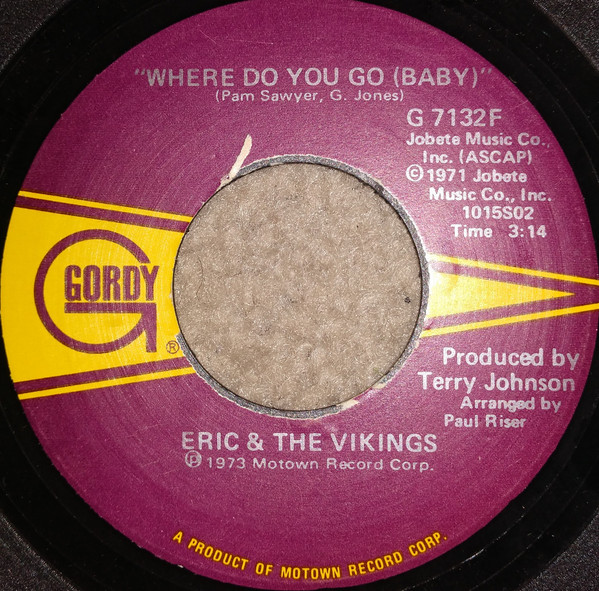 "WHERE DO YOU GO (BABY)"
(Pam Sawyer, G. Jones)
G 7132F
Jobete Music Co.,
Inc. (ASCAP)
©1971 Jobete
Music Co., Inc.
1015S02
Time 3:14
GORDY
®
Produced by
Terry Johnson
Arranged by
Paul Riser
ERIC & THE VIKINGS
℗ 1973 Motown Record Corp.
A PRODUCT OF MOTOWN RECORD CORP.